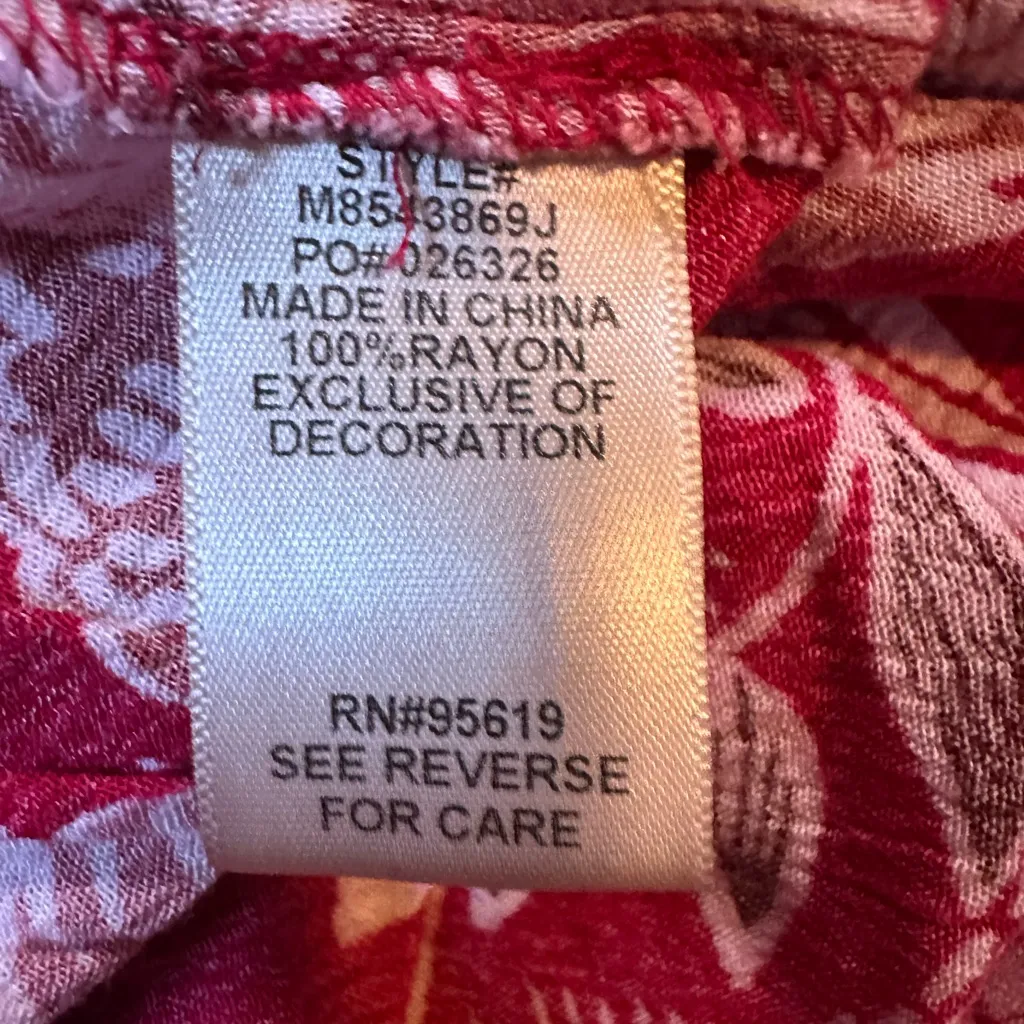 STYLE#
M8543869J
PO# 026326
MADE IN CHINA
100%RAYON
EXCLUSIVE OF
DECORATION
RN#95619
SEE REVERSE
FOR CARE